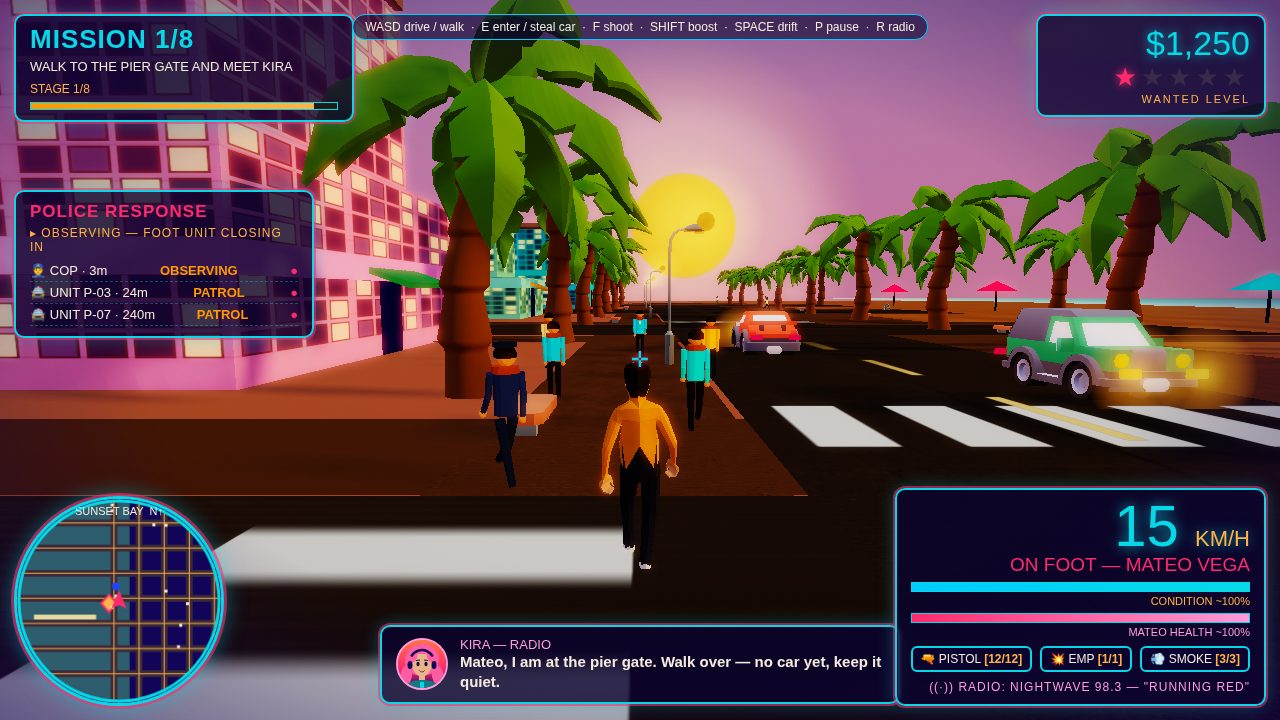 MISSION 1/8
WALK TO THE PIER GATE AND MEET KIRA
STAGE 1/8
WASD drive / walk · E enter / steal car · F shoot · SHIFT boost · SPACE drift · P pause · R radio
$1,250
WANTED LEVEL
POLICE RESPONSE
▸ OBSERVING — FOOT UNIT CLOSING
IN
COP · 3m OBSERVING
UNIT P-03 · 24m PATROL
UNIT P-07 · 240m PATROL
SUNSET BAY
15 KM/H
ON FOOT — MATEO VEGA
CONDITION ~100%
MATEO HEALTH ~100%
PISTOL [12/12] EMP [1/1] SMOKE [3/3]
((·)) RADIO: NIGHTWAVE 98.3 — "RUNNING RED"
KIRA — RADIO
Mateo, I am at the pier gate. Walk over — no car yet, keep it
quiet.